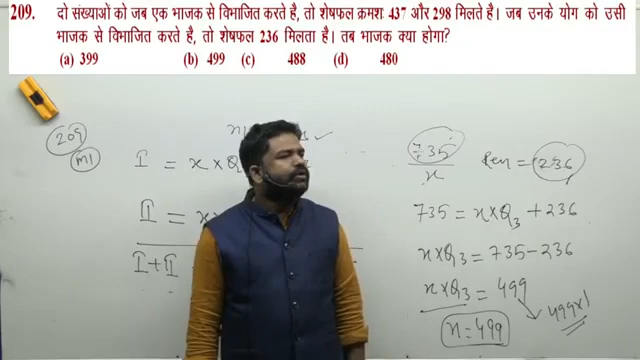 209. दो संख्याओं को जब एक भाजक से विभाजित करते है, तो शेषफल क्रमशः 437 और 298 मिलते है। जब उनके योग को उसी
भाजक से विभाजित करते है, तो शेषफल 236 मिलता है। तब भाजक क्या होगा?
(a) 399 (b) 499 (c) 488 (d) 480
209
M1
I = x × Q
II = x ×
I + II
735 / x Rem = 236
735 = x × Q3 + 236
x × Q3 = 735 - 236
x × Q3 = 499
499 × 1
x = 499